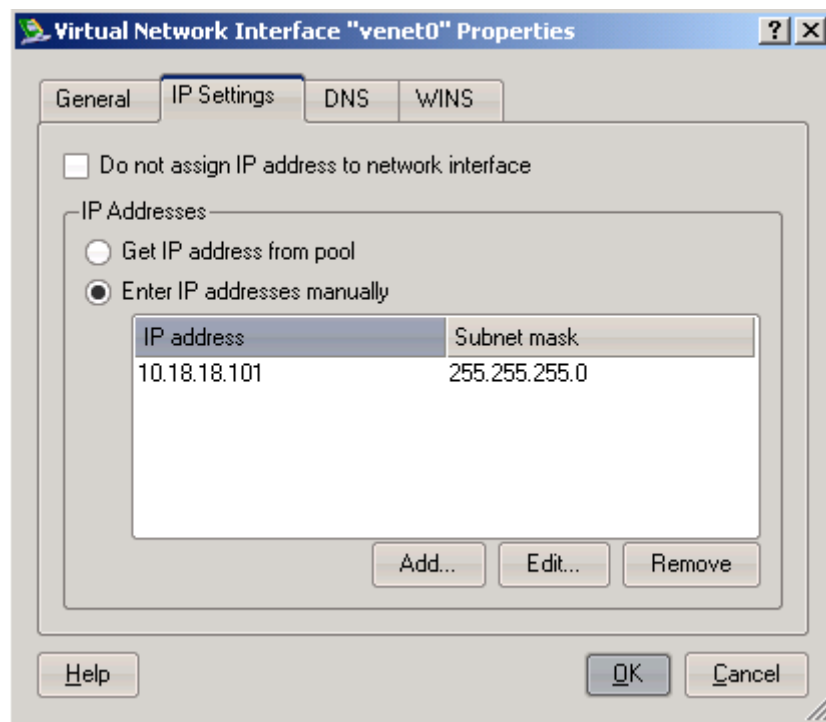 Virtual Network Interface "venet0" Properties
General IP Settings DNS WINS
Do not assign IP address to network interface
IP Addresses
Get IP address from pool
Enter IP addresses manually
IP address Subnet mask
10.18.18.101 255.255.255.0
Add... Edit... Remove
Help OK Cancel